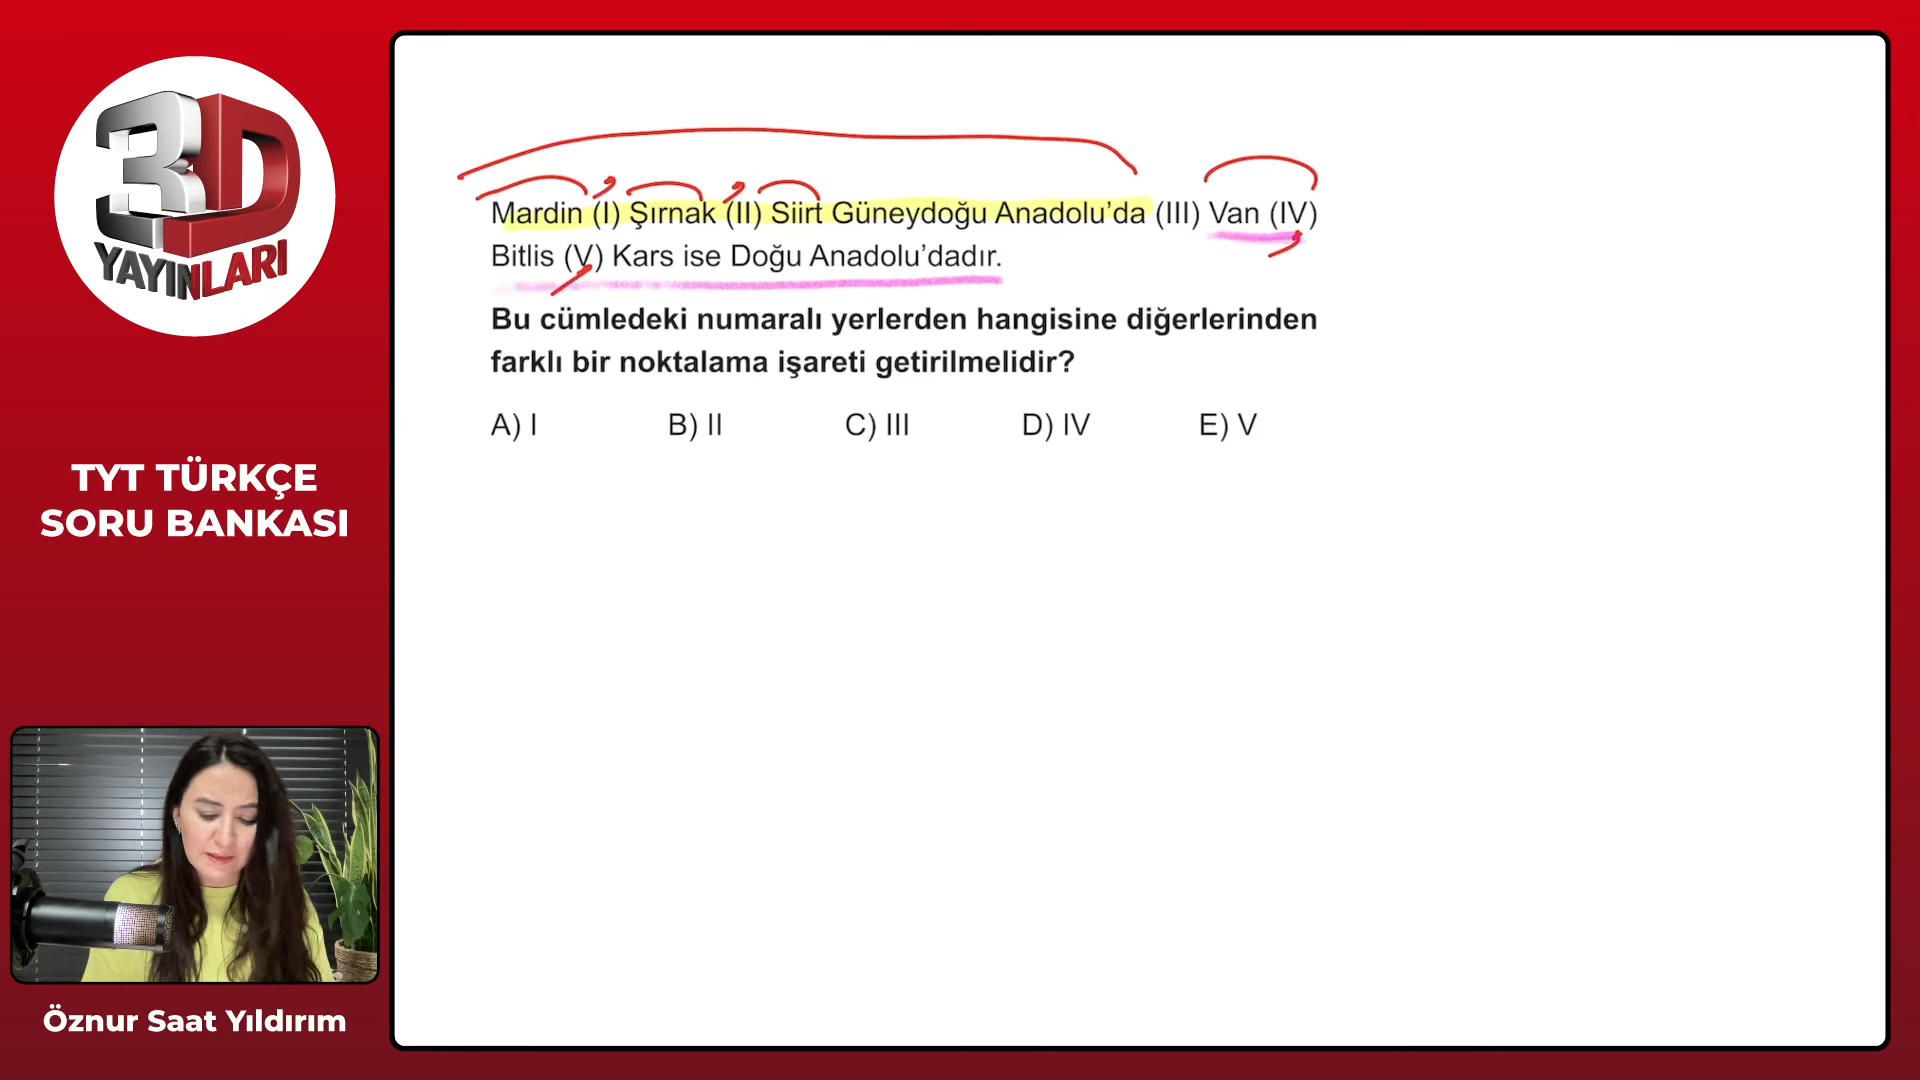 3D
YAYINLARI
TYT TÜRKÇE
SORU BANKASI
Öznur Saat Yıldırım
Mardin (I) Şırnak (II) Siirt Güneydoğu Anadolu’da (III) Van (IV)
Bitlis (V) Kars ise Doğu Anadolu’dadır.
Bu cümledeki numaralı yerlerden hangisine diğerlerinden
farklı bir noktalama işareti getirilmelidir?
A) I B) II C) III D) IV E) V